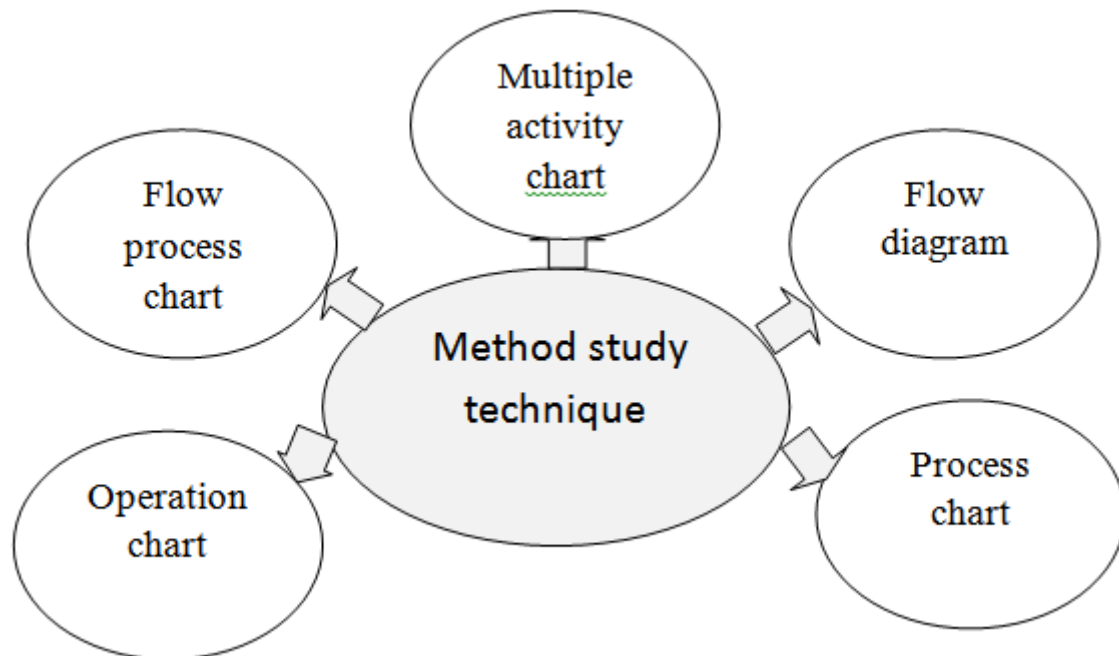 Multiple
activity
chart
Flow
process
chart
Flow
diagram
Method study
technique
Operation
chart
Process
chart